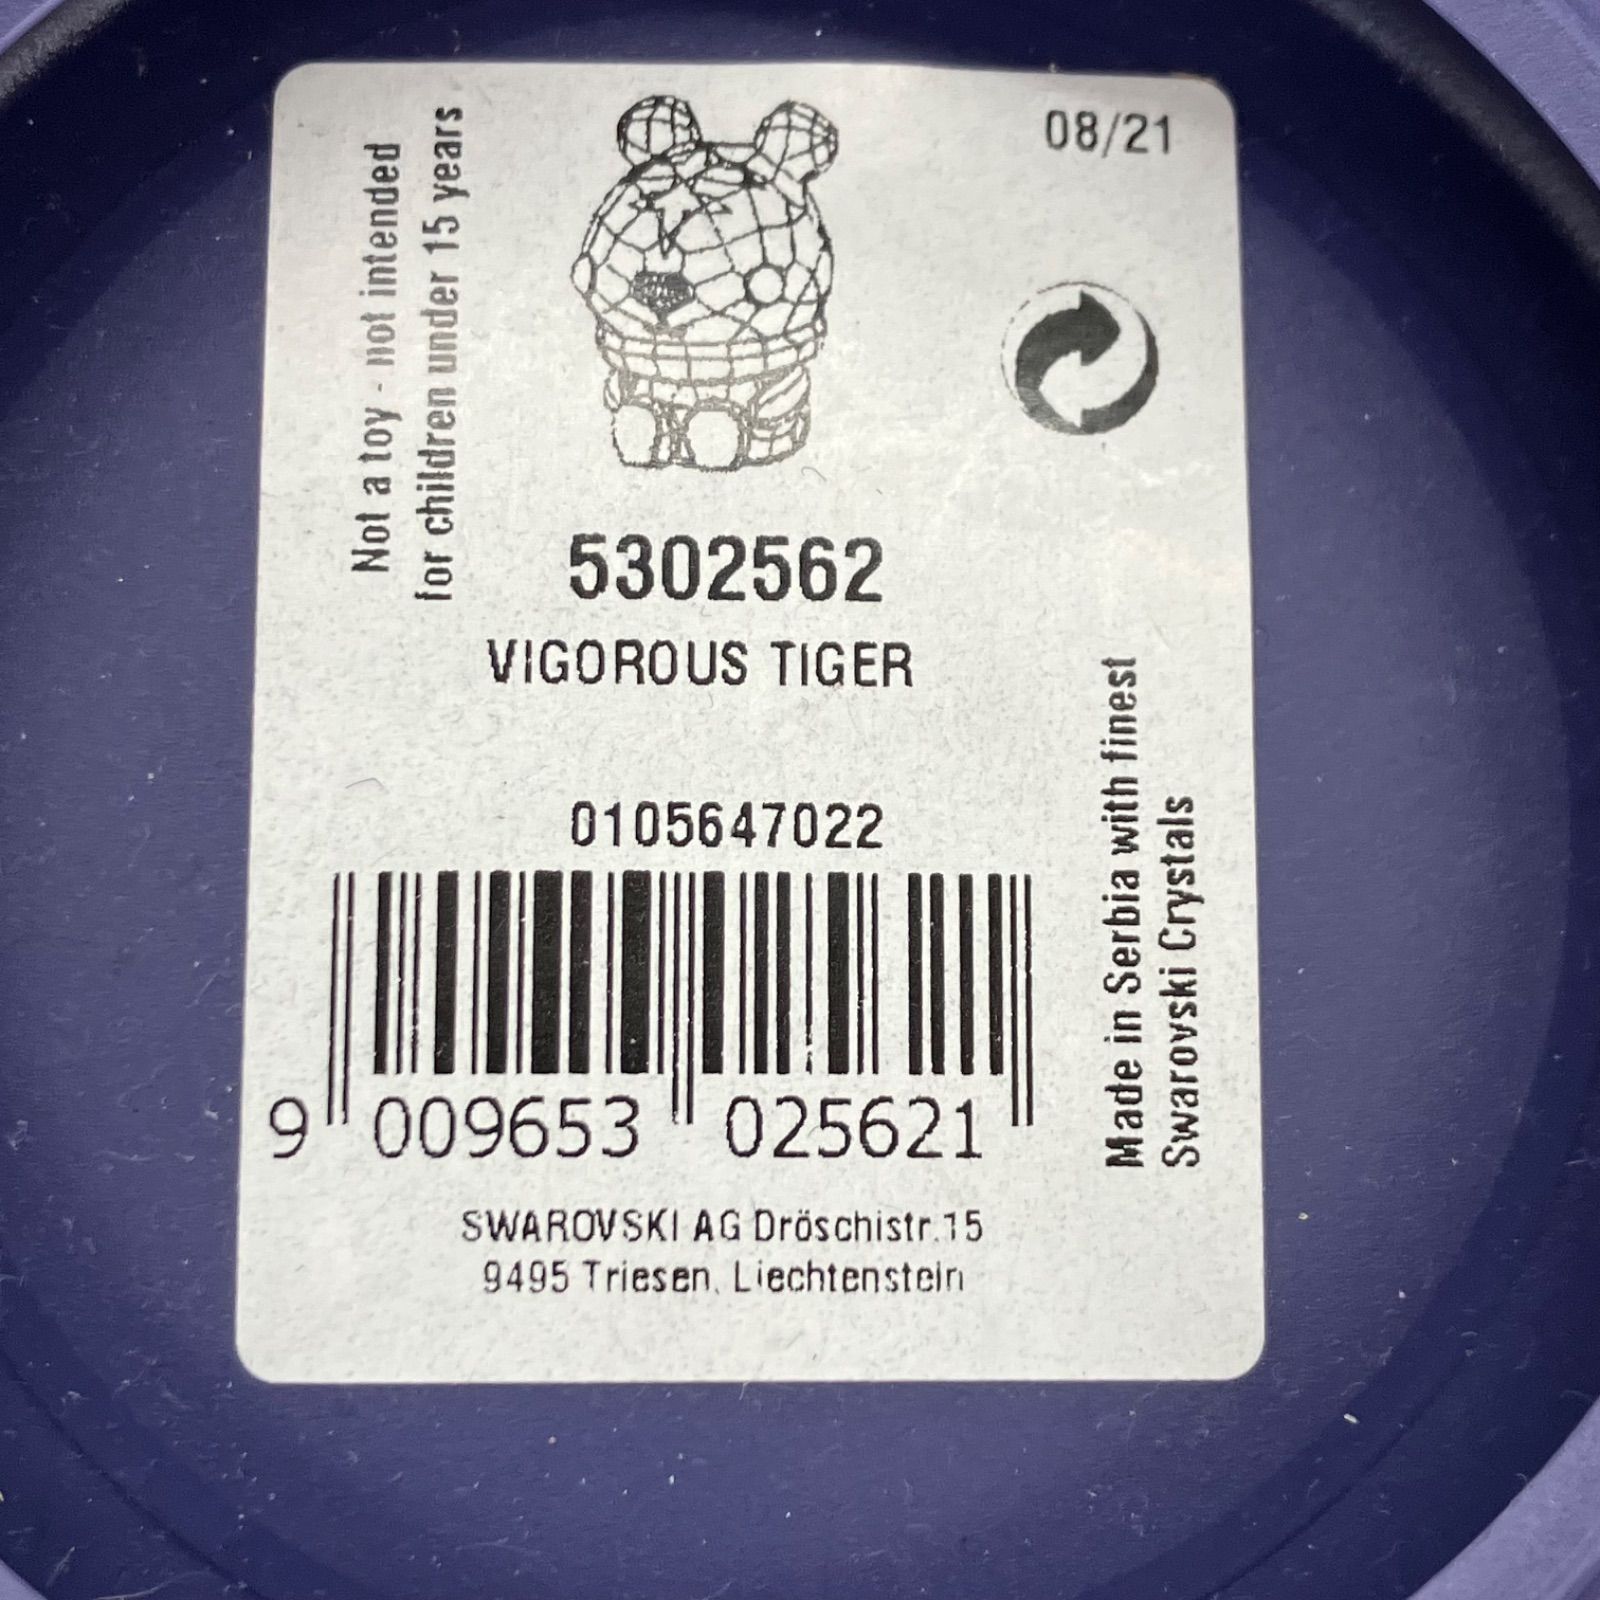 08/21
Not a toy - not intended
for children under 15 years
5302562
VIGOROUS TIGER
0105647022
9 009653 025621
Made in Serbia with finest
Swarovski Crystals
SWAROVSKI AG Dröschistr.15
9495 Triesen, Liechtenstein